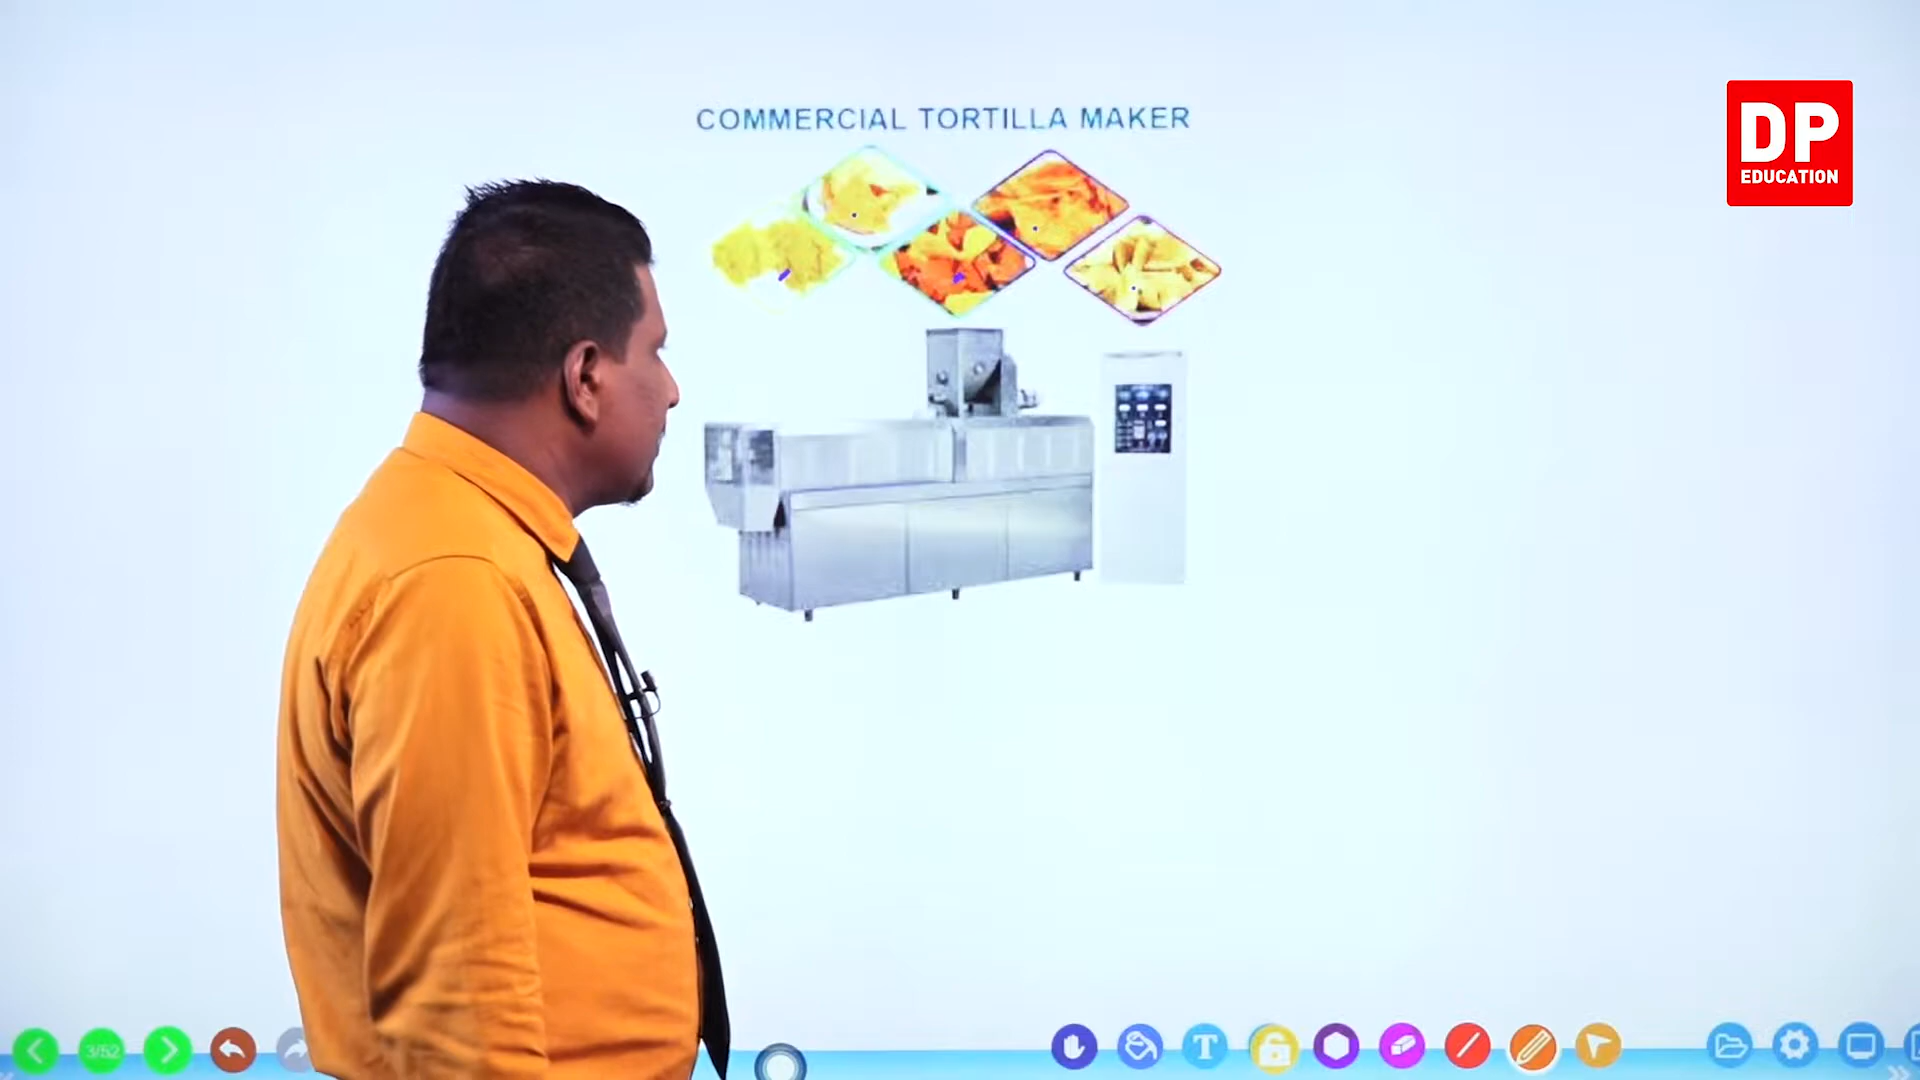 COMMERCIAL TORTILLA MAKER
DP
EDUCATION
3/52
T